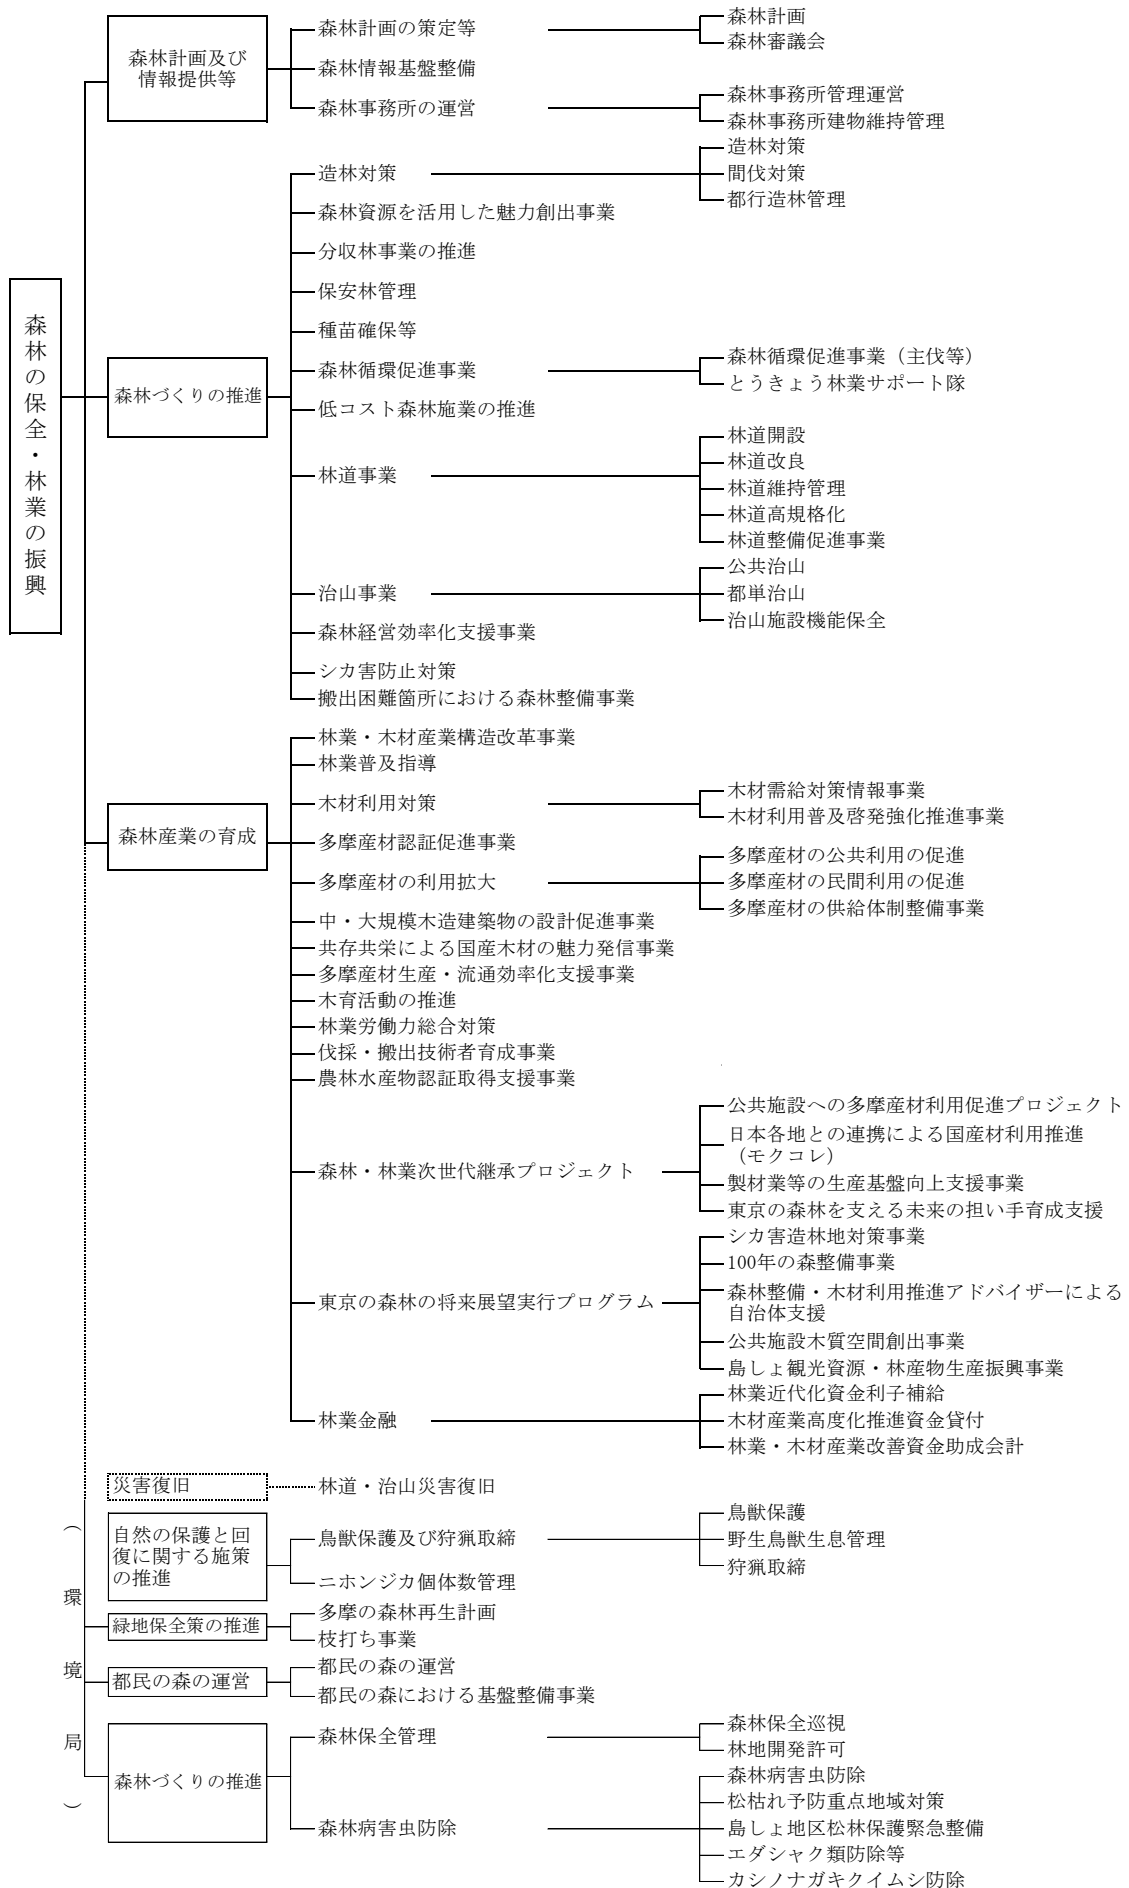 森林の保全・林業の振興
森林計画及び
情報提供等
森林計画の策定等
森林計画
森林審議会
森林情報基盤整備
森林事務所の運営
森林事務所管理運営
森林事務所建物維持管理
森林づくりの推進
造林対策
造林対策
間伐対策
都行造林管理
森林資源を活用した魅力創出事業
分収林事業の推進
保安林管理
種苗確保等
森林循環促進事業
森林循環促進事業（主伐等）
とうきょう林業サポート隊
低コスト森林施業の推進
林道事業
林道開設
林道改良
林道維持管理
林道高規格化
林道整備促進事業
治山事業
公共治山
都単治山
治山施設機能保全
森林経営効率化支援事業
シカ害防止対策
搬出困難箇所における森林整備事業
森林産業の育成
林業・木材産業構造改革事業
林業普及指導
木材利用対策
木材需給対策情報事業
木材利用普及啓発強化推進事業
多摩産材認証促進事業
多摩産材の利用拡大
多摩産材の公共利用の促進
多摩産材の民間利用の促進
多摩産材の供給体制整備事業
中・大規模木造建築物の設計促進事業
共存共栄による国産木材の魅力発信事業
多摩産材生産・流通効率化支援事業
木育活動の推進
林業労働力総合対策
伐採・搬出技術者育成事業
農林水産物認証取得支援事業
森林・林業次世代継承プロジェクト
公共施設への多摩産材利用促進プロジェクト
日本各地との連携による国産材利用推進
（モクコレ）
製材業等の生産基盤向上支援事業
東京の森林を支える未来の担い手育成支援
東京の森林の将来展望実行プログラム
シカ害造林地対策事業
100年の森整備事業
森林整備・木材利用推進アドバイザーによる
自治体支援
公共施設木質空間創出事業
島しょ観光資源・林産物生産振興事業
林業金融
林業近代化資金利子補給
木材産業高度化推進資金貸付
林業・木材産業改善資金助成会計
災害復旧
林道・治山災害復旧
（環境局）
自然の保護と回
復に関する施策
の推進
鳥獣保護及び狩猟取締
鳥獣保護
野生鳥獣生息管理
狩猟取締
ニホンジカ個体数管理
緑地保全策の推進
多摩の森林再生計画
枝打ち事業
都民の森の運営
都民の森の運営
都民の森における基盤整備事業
森林づくりの推進
森林保全管理
森林保全巡視
林地開発許可
森林病害虫防除
森林病害虫防除
松枯れ予防重点地域対策
島しょ地区松林保護緊急整備
エダシャク類防除等
カシノナガキクイムシ防除